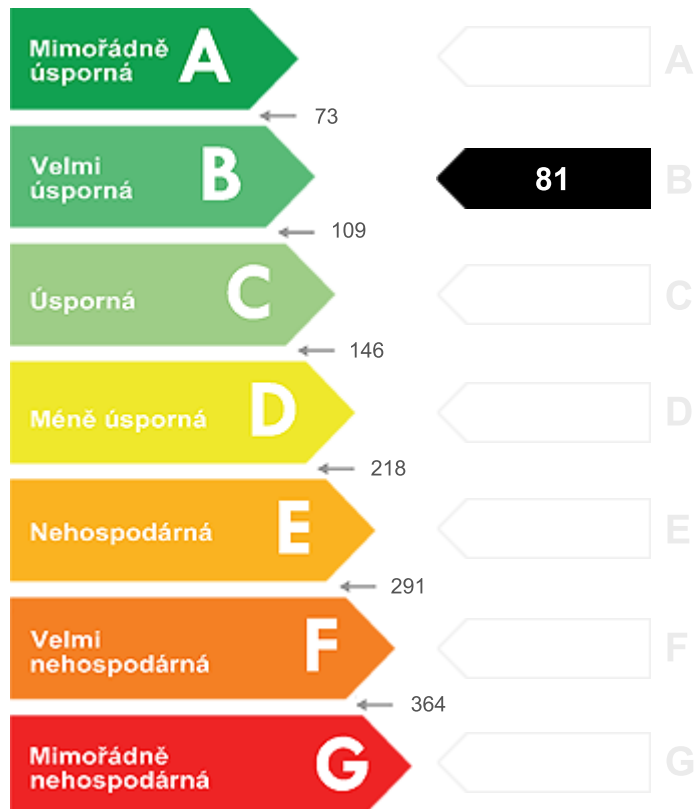 Mimořádně
úsporná
A
A
73
Velmi
úsporná
B
81
B
109
Úsporná
C
C
146
Méně úsporná
D
D
218
Nehospodárná
E
E
291
Velmi
nehospodárná
F
F
364
Mimořádně
nehospodárná
G
G